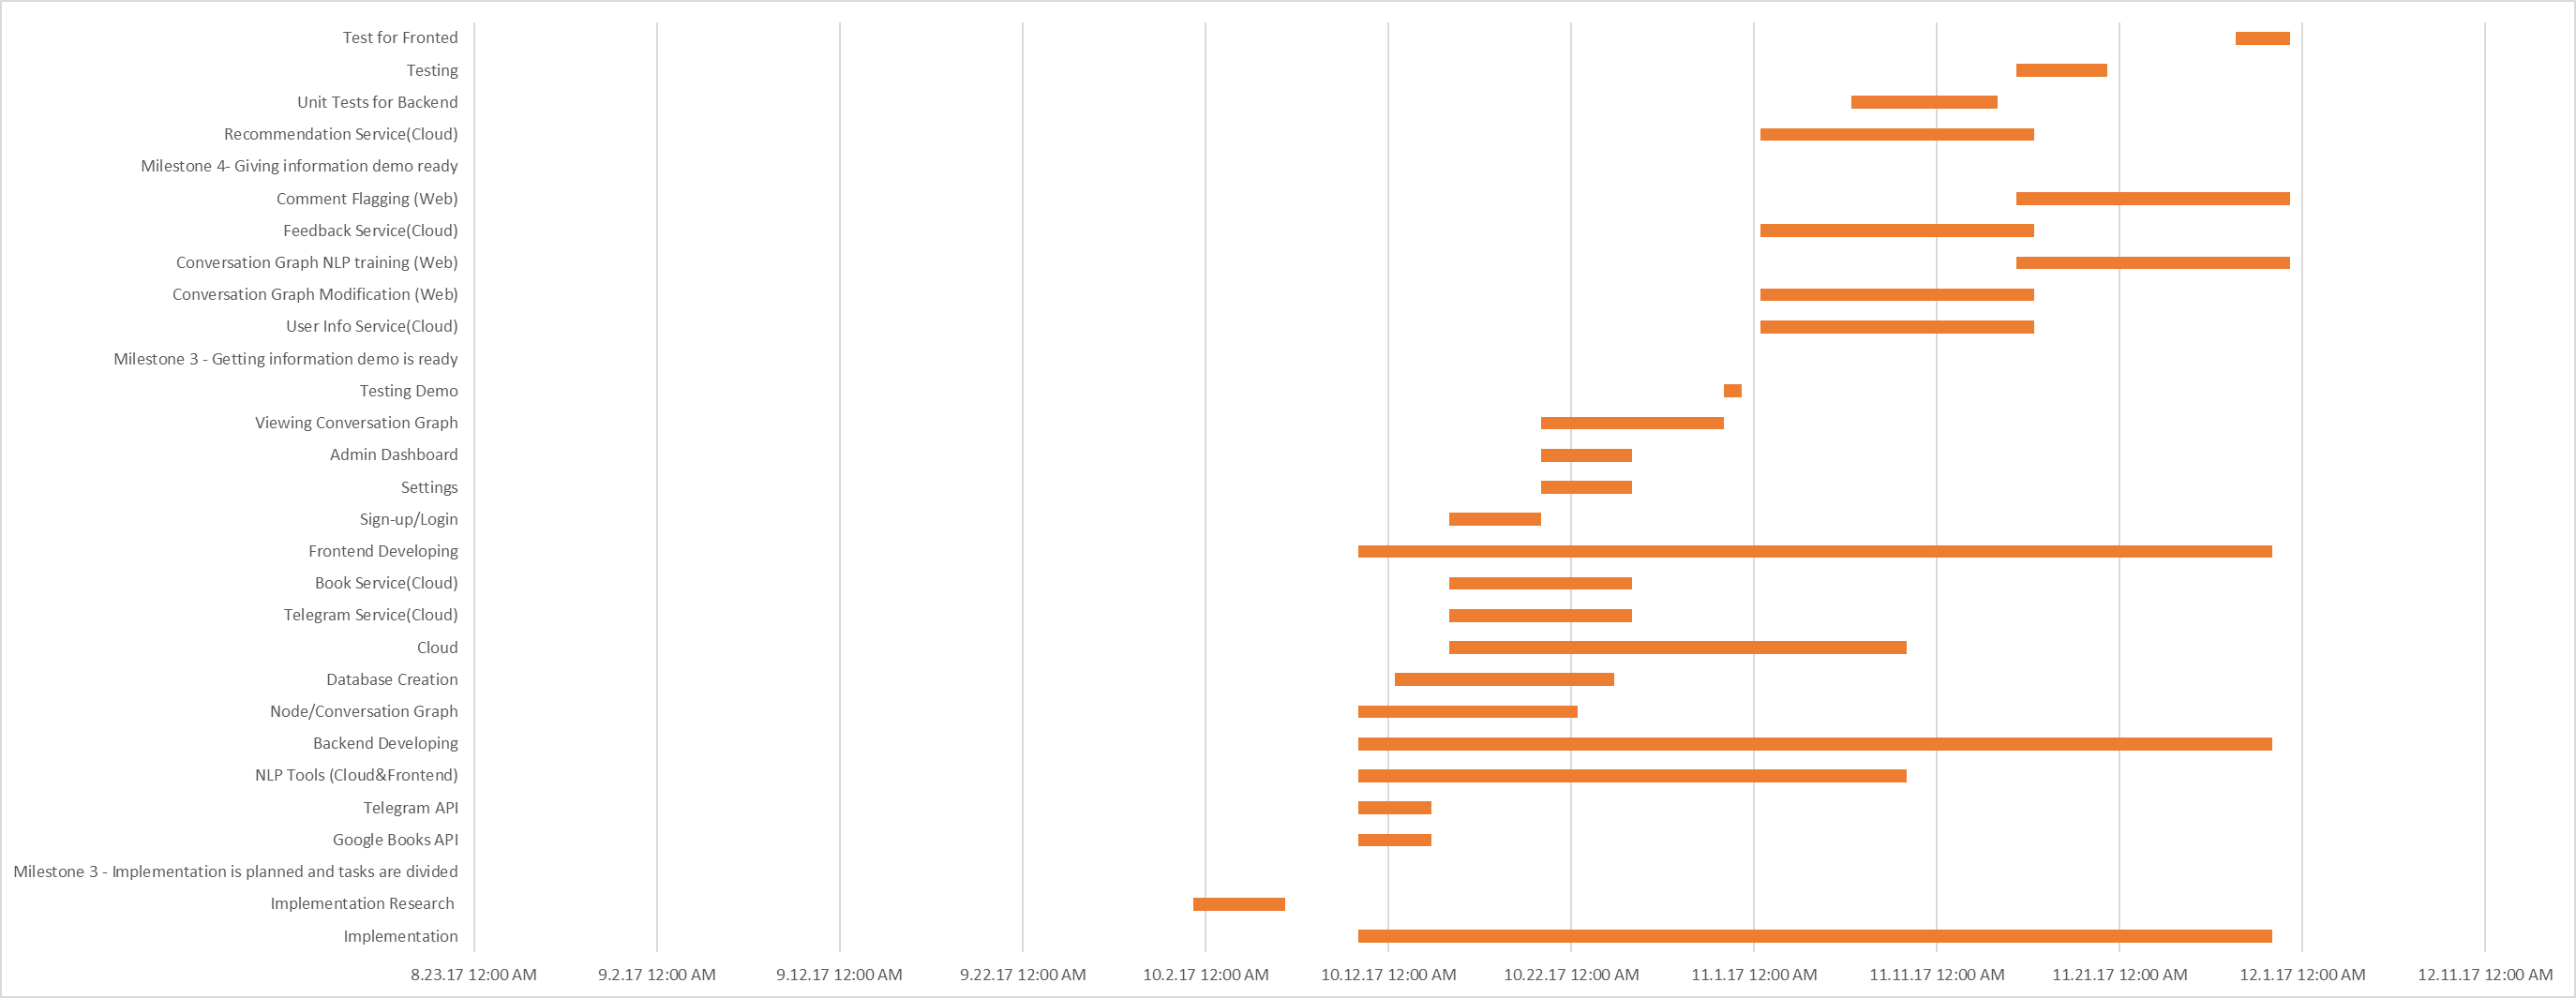 Test for Fronted
Testing
Unit Tests for Backend
Recommendation Service(Cloud)
Milestone 4- Giving information demo ready
Comment Flagging (Web)
Feedback Service(Cloud)
Conversation Graph NLP training (Web)
Conversation Graph Modification (Web)
User Info Service(Cloud)
Milestone 3 - Getting information demo is ready
Testing Demo
Viewing Conversation Graph
Admin Dashboard
Settings
Sign-up/Login
Frontend Developing
Book Service(Cloud)
Telegram Service(Cloud)
Cloud
Database Creation
Node/Conversation Graph
Backend Developing
NLP Tools (Cloud&Frontend)
Telegram API
Google Books API
Milestone 3 - Implementation is planned and tasks are divided
Implementation Research
Implementation
8.23.17 12:00 AM 9.2.17 12:00 AM 9.12.17 12:00 AM 9.22.17 12:00 AM 10.2.17 12:00 AM 10.12.17 12:00 AM 10.22.17 12:00 AM 11.1.17 12:00 AM 11.11.17 12:00 AM 11.21.17 12:00 AM 12.1.17 12:00 AM 12.11.17 12:00 AM